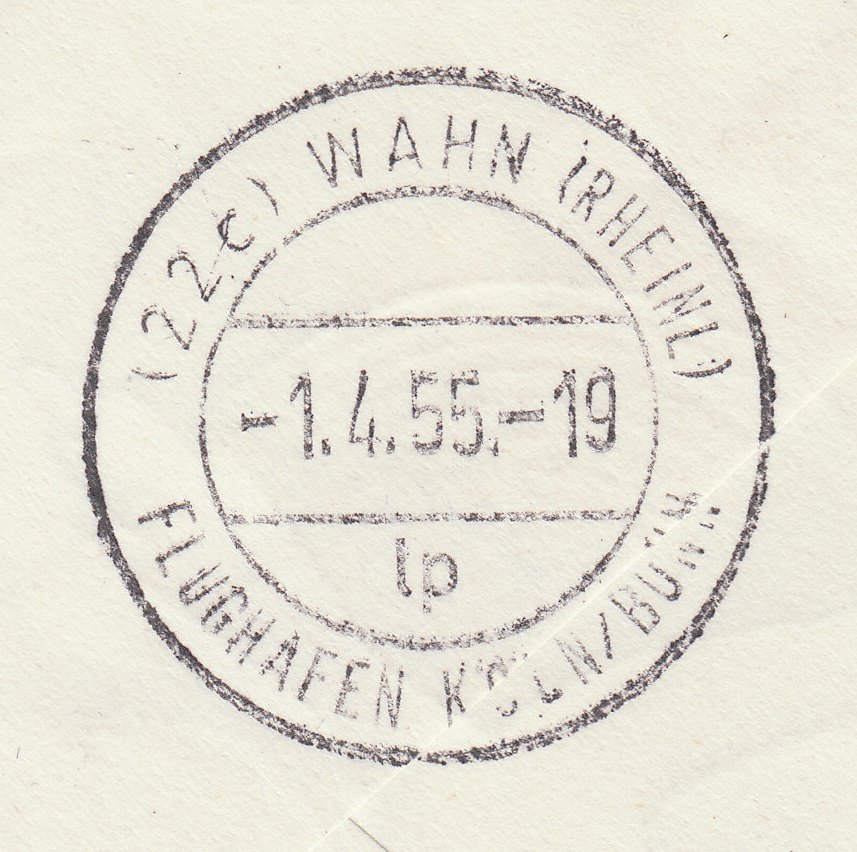 (22c) WAHN (RHEINL)
-1.4.55.-19
lp
FLUGHAFEN KÖLN/BONN